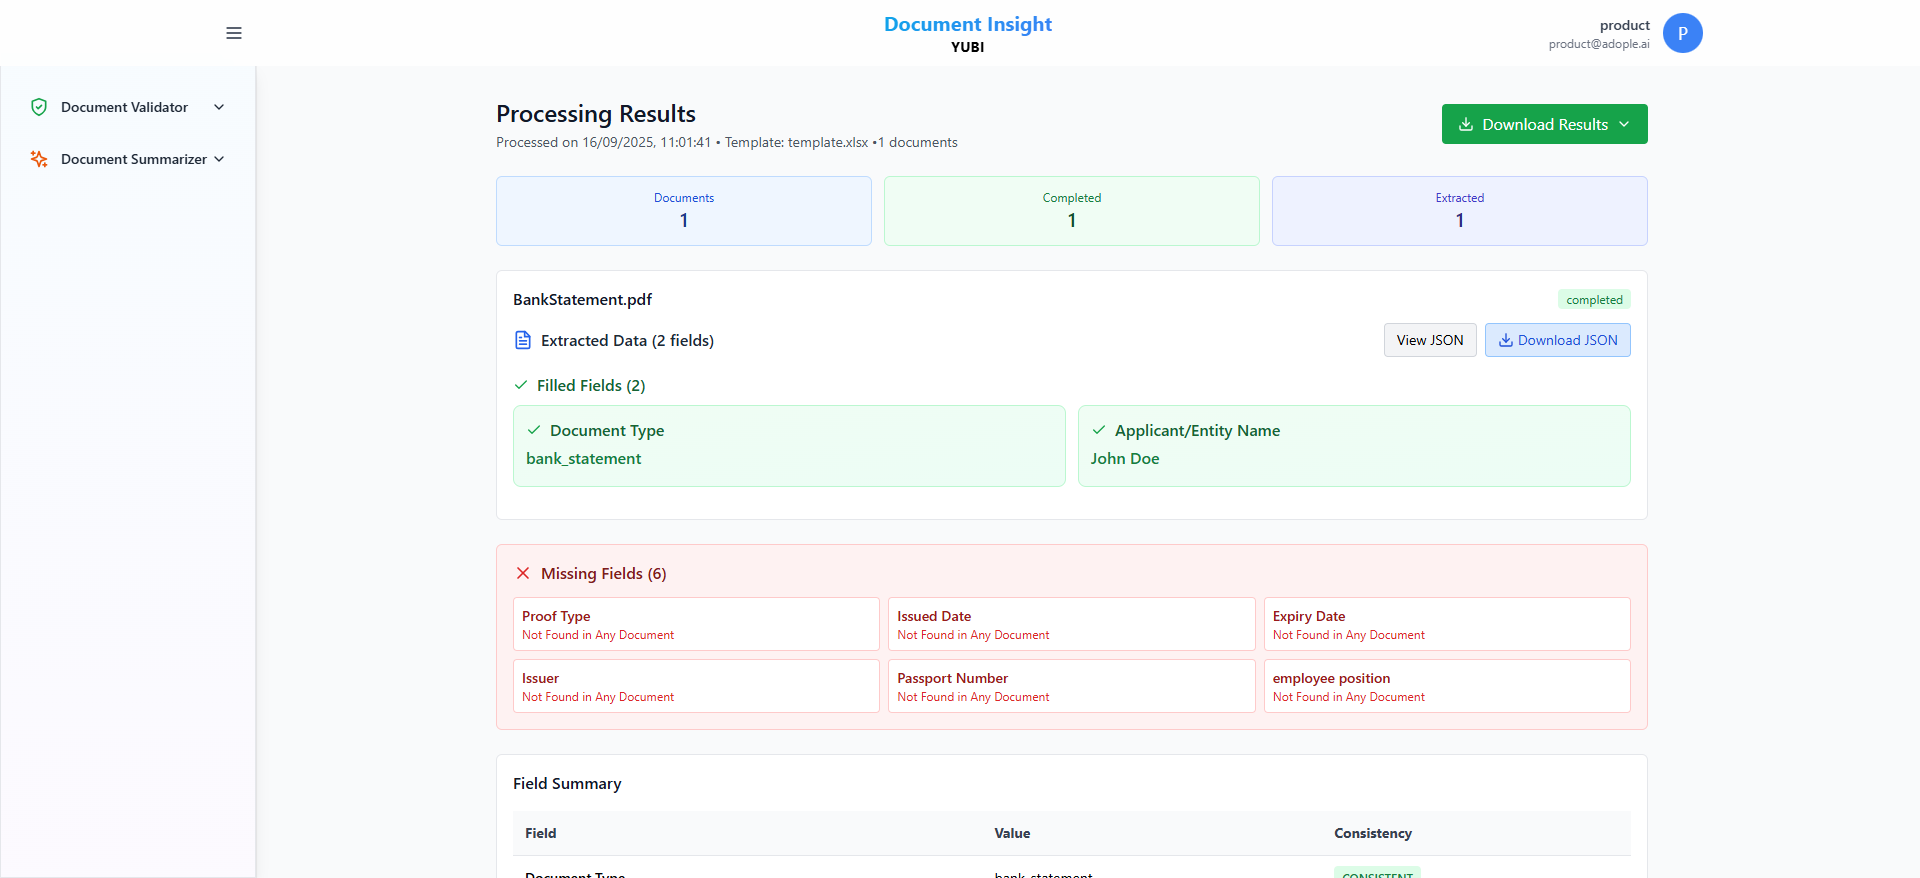 Document Insight
YUBI
product
product@adople.ai
P
Document Validator
Document Summarizer
Processing Results
Processed on 16/09/2025, 11:01:41 • Template: template.xlsx •1 documents
Download Results
Documents
1
Completed
1
Extracted
1
BankStatement.pdf
completed
Extracted Data (2 fields)
View JSON
Download JSON
Filled Fields (2)
Document Type
bank_statement
Applicant/Entity Name
John Doe
Missing Fields (6)
Proof Type
Not Found in Any Document
Issued Date
Not Found in Any Document
Expiry Date
Not Found in Any Document
Issuer
Not Found in Any Document
Passport Number
Not Found in Any Document
employee position
Not Found in Any Document
Field Summary
Field Value Consistency
Document Type bank_statement CONSISTENT